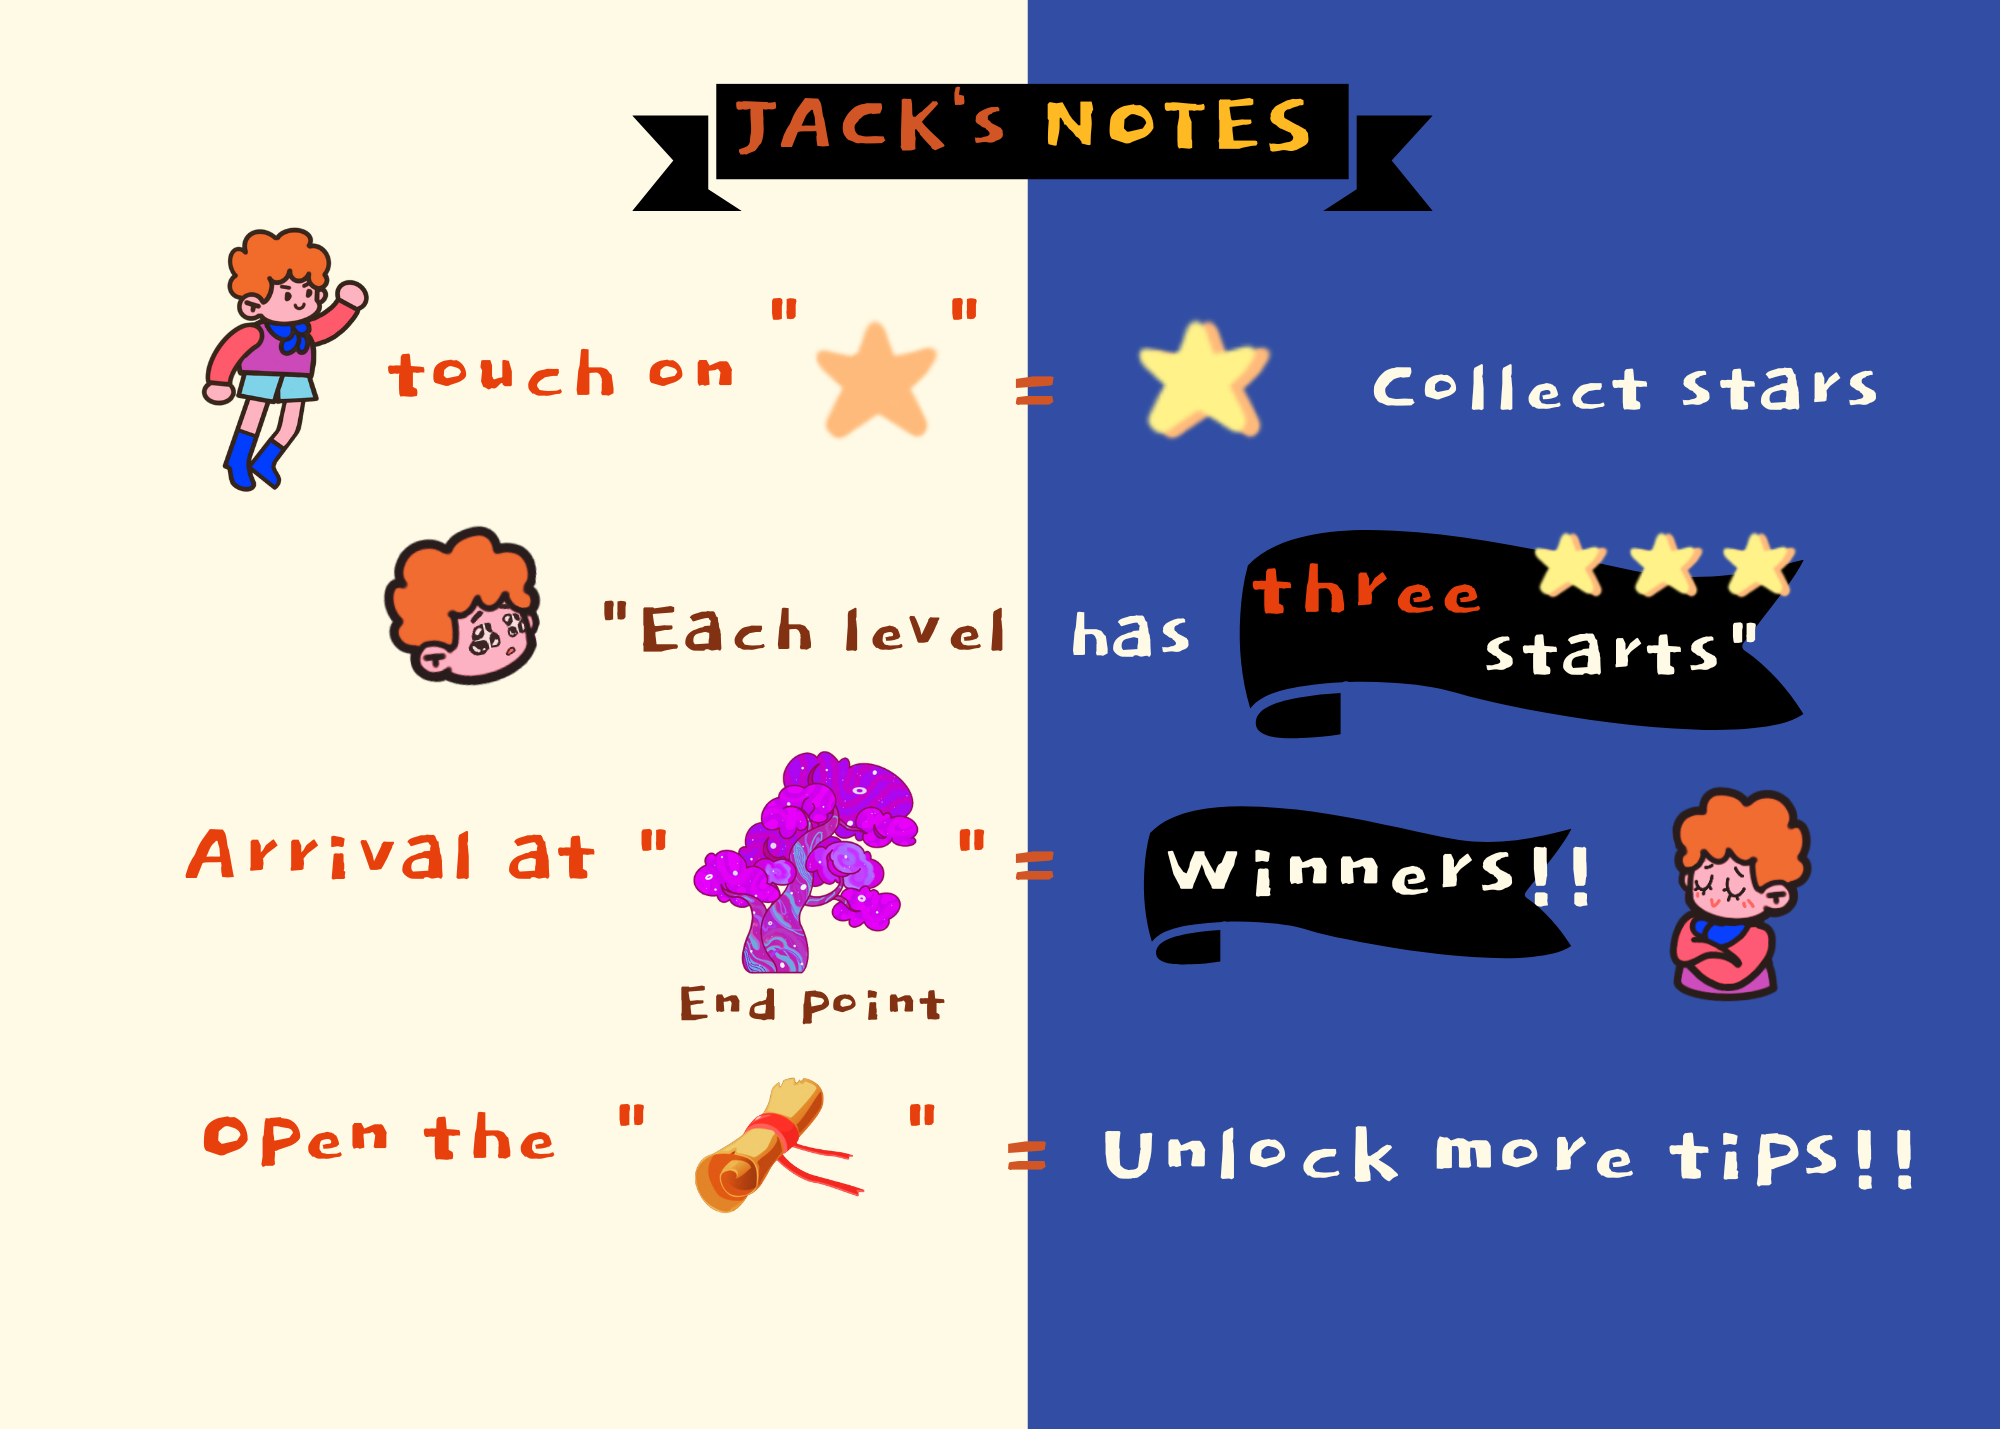 JACK's NOTES
touch on " " = Collect stars
"Each level has three
starts"
Arrival at " " = Winners!!
End point
Open the " " = Unlock more tips!!